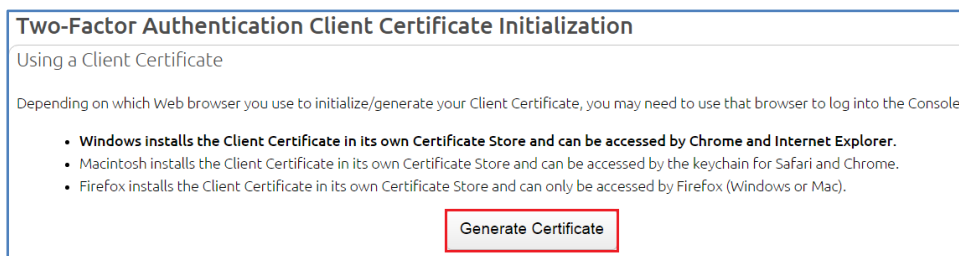 Two-Factor Authentication Client Certificate Initialization
Using a Client Certificate
Depending on which Web browser you use to initialize/generate your Client Certificate, you may need to use that browser to log into the Console
• Windows installs the Client Certificate in its own Certificate Store and can be accessed by Chrome and Internet Explorer.
• Macintosh installs the Client Certificate in its own Certificate Store and can be accessed by the keychain for Safari and Chrome.
• Firefox installs the Client Certificate in its own Certificate Store and can only be accessed by Firefox (Windows or Mac).
Generate Certificate